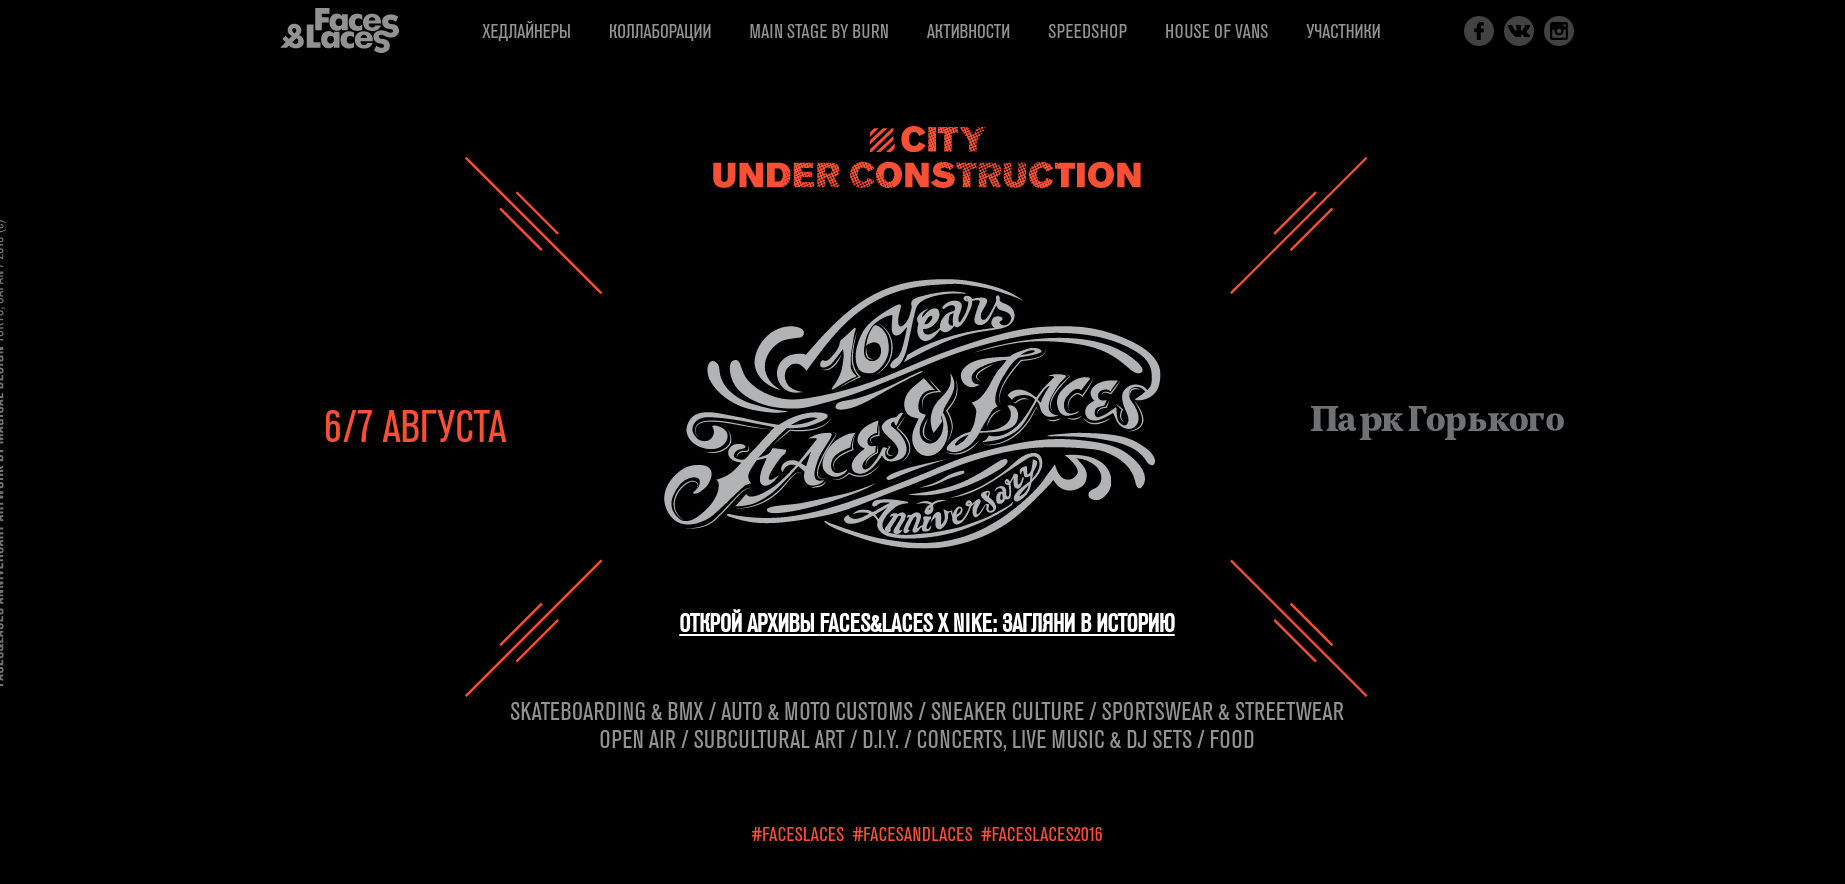 Faces
&Laces
ХЕДЛАЙНЕРЫ КОЛЛАБОРАЦИИ MAIN STAGE BY BURN АКТИВНОСТИ SPEEDSHOP HOUSE OF VANS УЧАСТНИКИ
CITY
UNDER CONSTRUCTION
10 Years
Faces & Laces
Anniversary
6/7 АВГУСТА
Парк Горького
ОТКРОЙ АРХИВЫ FACES&LACES X NIKE: ЗАГЛЯНИ В ИСТОРИЮ
SKATEBOARDING & BMX / AUTO & MOTO CUSTOMS / SNEAKER CULTURE / SPORTSWEAR & STREETWEAR
OPEN AIR / SUBCULTURAL ART / D.I.Y. / CONCERTS, LIVE MUSIC & DJ SETS / FOOD
#FACESLACES #FACESANDLACES #FACESLACES2016